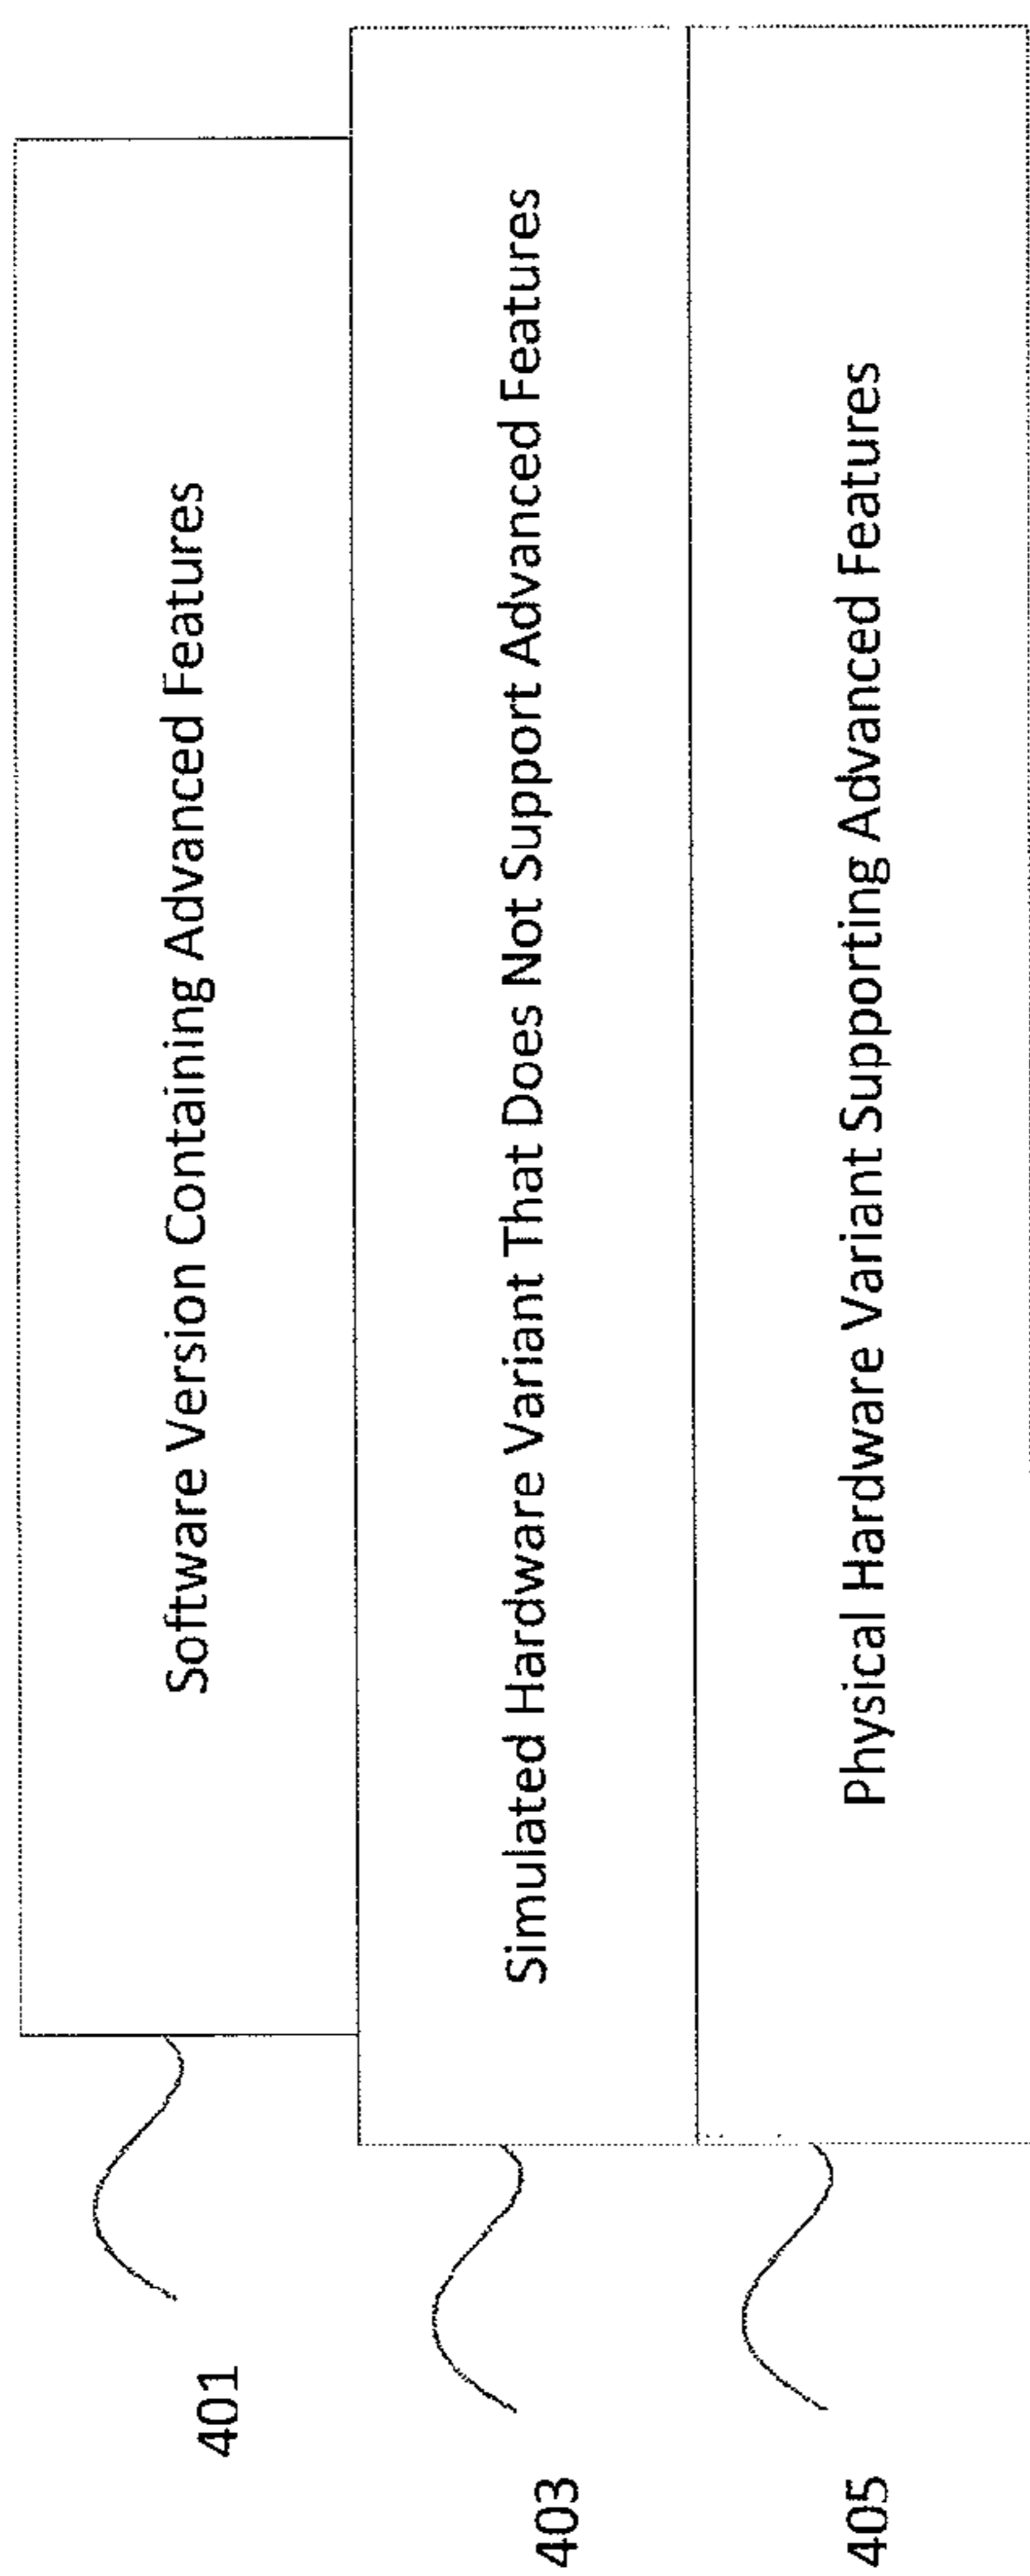 Software Version Containing Advanced Features
401
Simulated Hardware Variant That Does Not Support Advanced Features
403
Physical Hardware Variant Supporting Advanced Features
405